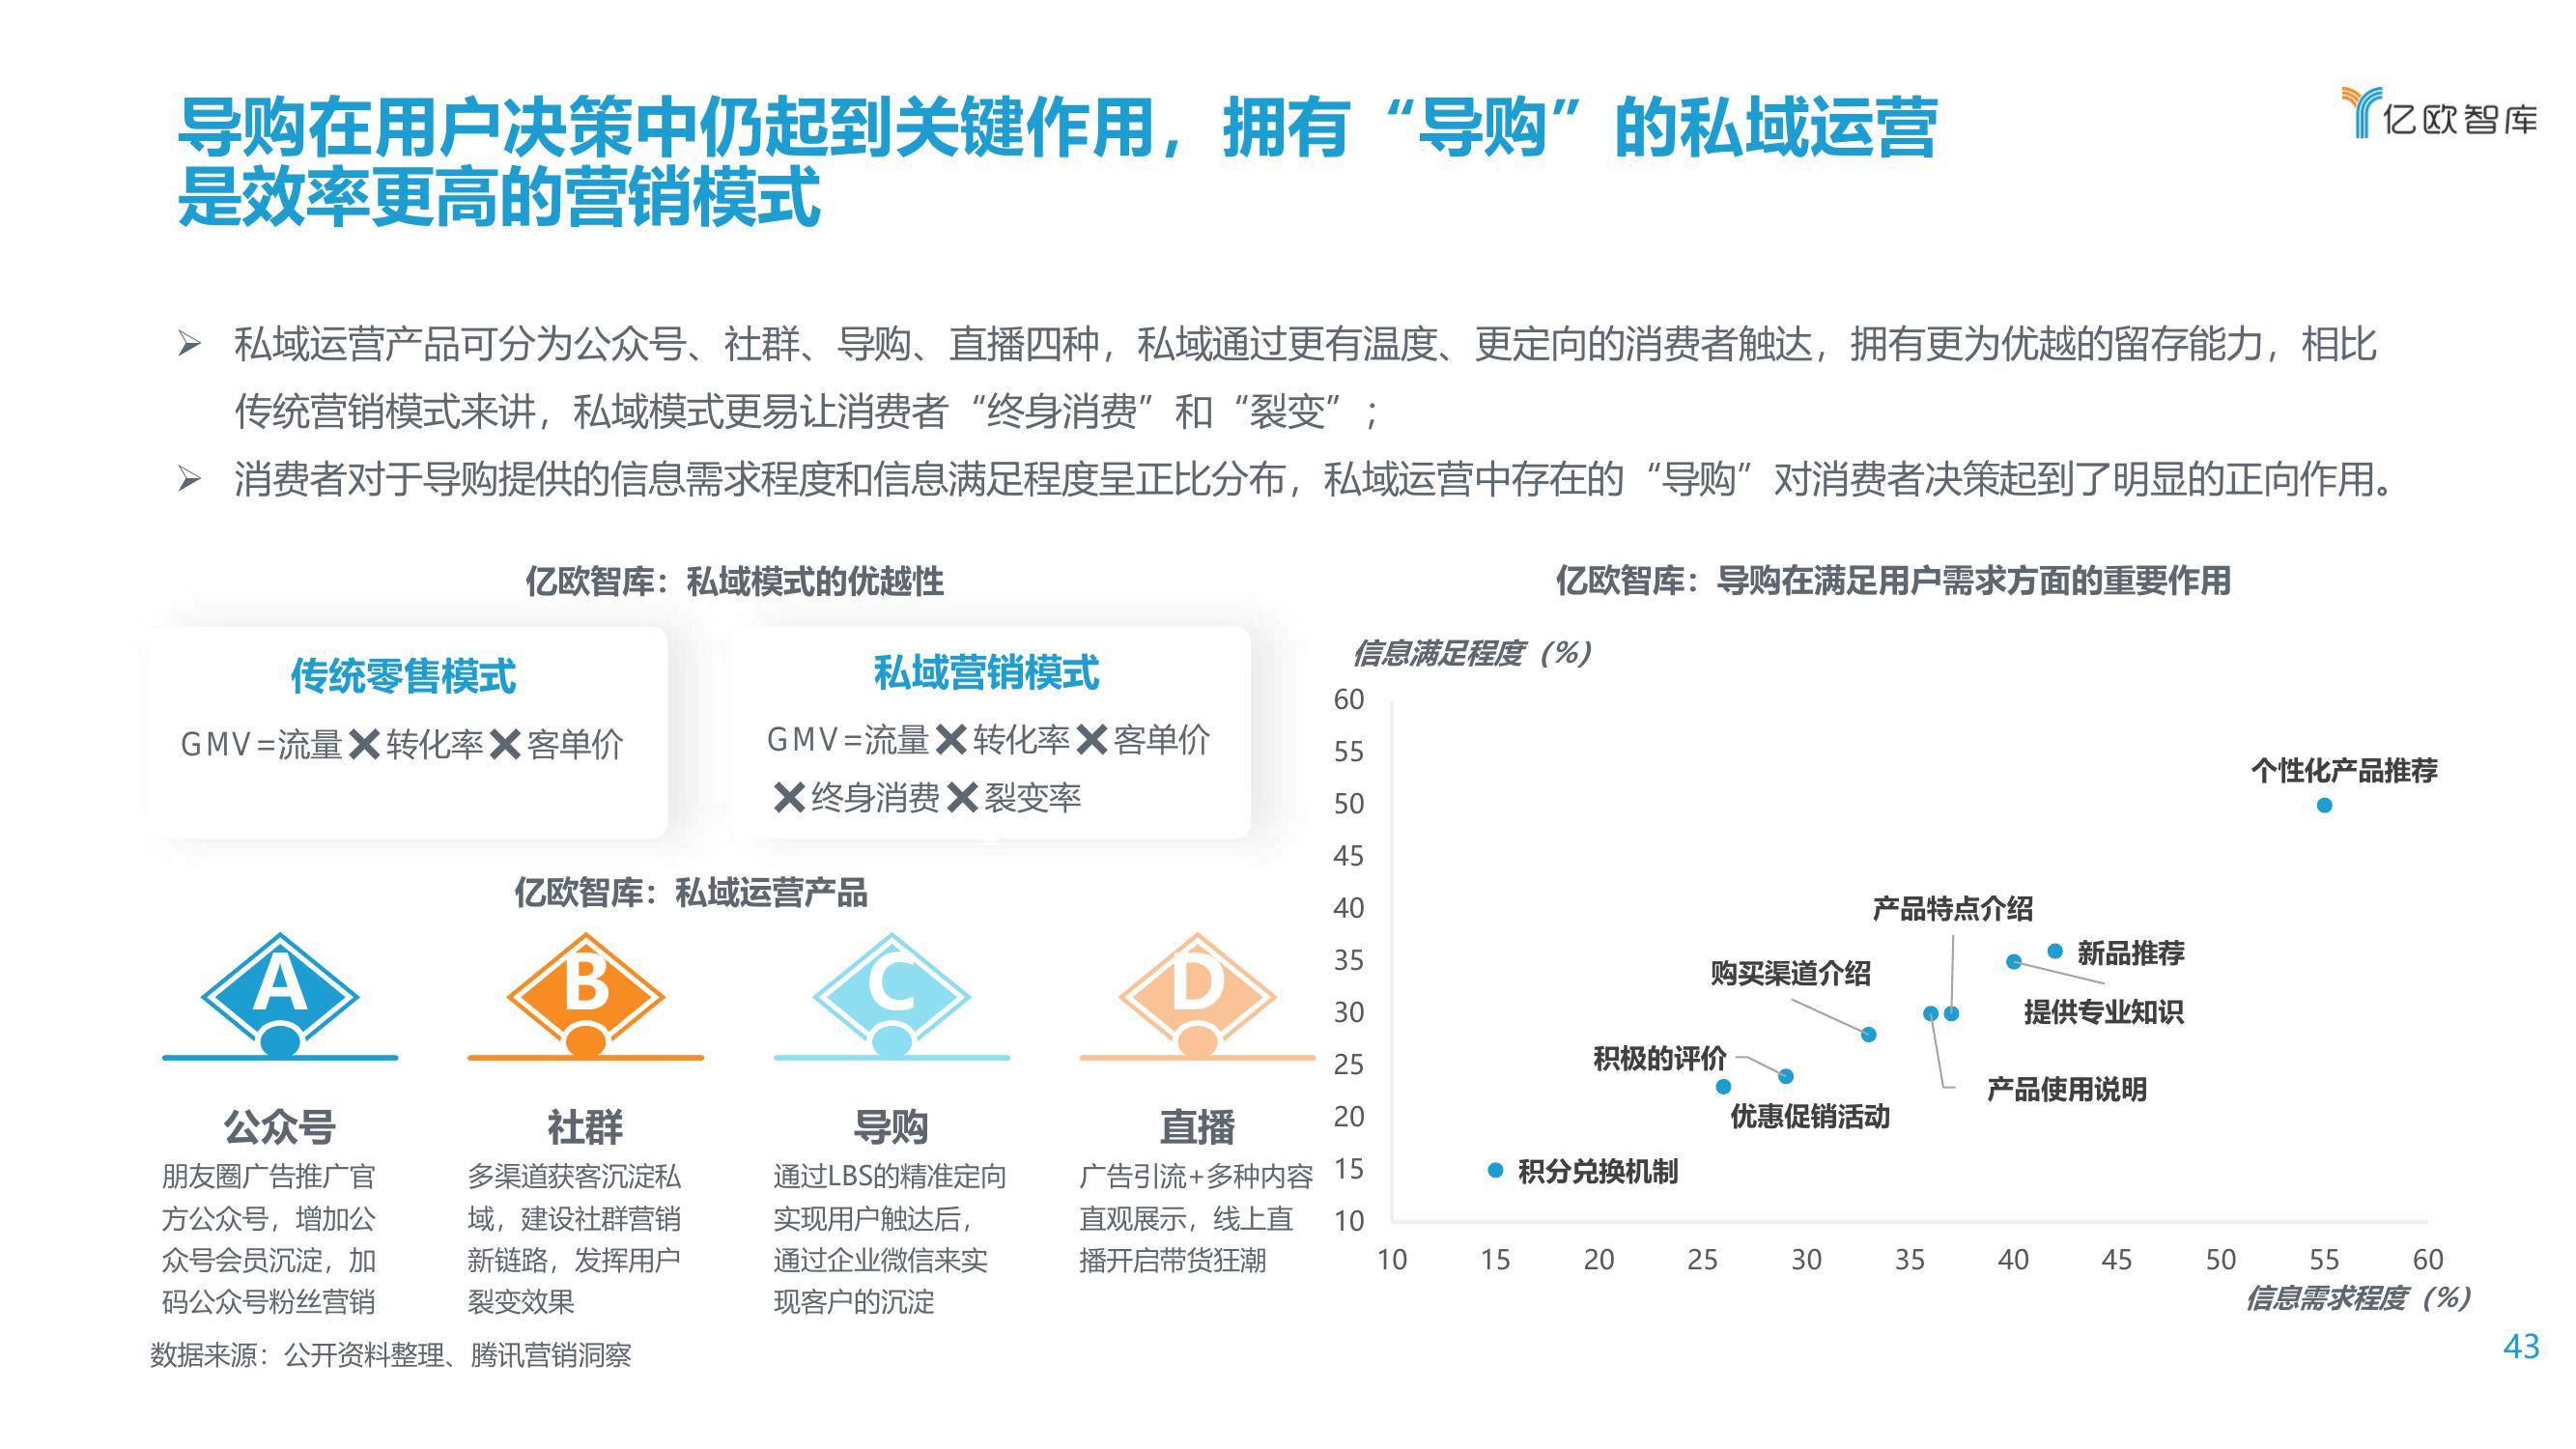 导购在用户决策中仍起到关键作用，拥有“导购”的私域运营
是效率更高的营销模式
亿欧智库
私域运营产品可分为公众号、社群、导购、直播四种，私域通过更有温度、更定向的消费者触达，拥有更为优越的留存能力，相比
传统营销模式来讲，私域模式更易让消费者“终身消费”和“裂变”；
消费者对于导购提供的信息需求程度和信息满足程度呈正比分布，私域运营中存在的“导购”对消费者决策起到了明显的正向作用。
亿欧智库：私域模式的优越性
传统零售模式
GMV=流量✖转化率✖客单价
私域营销模式
GMV=流量✖转化率✖客单价
✖终身消费✖裂变率
亿欧智库：私域运营产品
A
公众号
朋友圈广告推广官
方公众号，增加公
众号会员沉淀，加
码公众号粉丝营销
B
社群
多渠道获客沉淀私
域，建设社群营销
新链路，发挥用户
裂变效果
C
导购
通过LBS的精准定向
实现用户触达后，
通过企业微信来实
现客户的沉淀
D
直播
广告引流+多种内容
直观展示，线上直
播开启带货狂潮
亿欧智库：导购在满足用户需求方面的重要作用
信息满足程度（%）
60
55
50
45
40
35
30
25
20
15
10
个性化产品推荐
产品特点介绍
新品推荐
购买渠道介绍
提供专业知识
积极的评价
产品使用说明
优惠促销活动
积分兑换机制
10 15 20 25 30 35 40 45 50 55 60
信息需求程度（%）
数据来源：公开资料整理、腾讯营销洞察
43